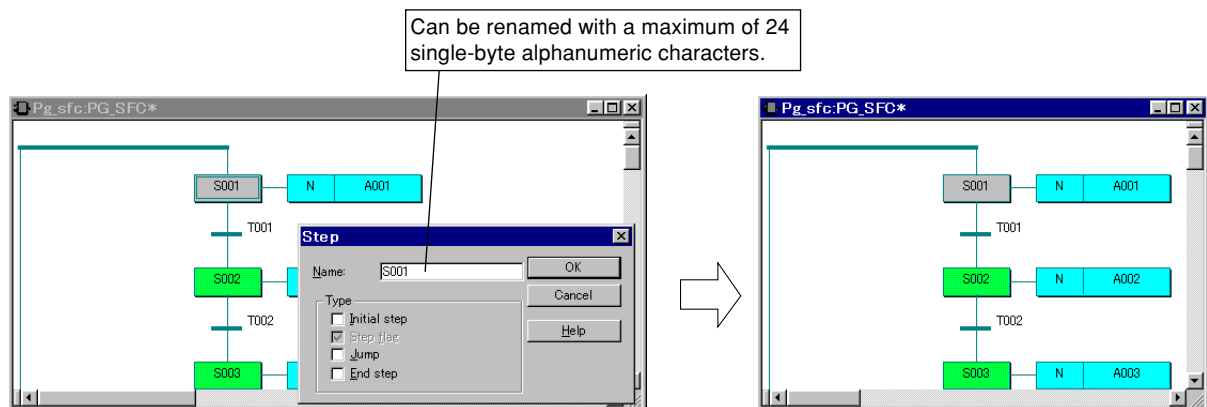 Can be renamed with a maximum of 24
single-byte alphanumeric characters.
Pg_sfc:PG_SFC*
S001 N A001
T001
S002
T002
S003
Step
Name: S001
OK
Cancel
Help
Type
Initial step
Step flag
Jump
End step
Pg_sfc:PG_SFC*
S001 N A001
T001
S002 N A002
T002
S003 N A003